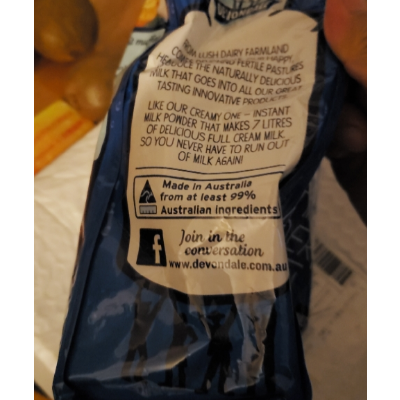 LUSH DAIRY FARMLAND
FERTILE PASTURES
THE NATURALLY DELICIOUS
MILK THAT GOES INTO ALL OUR GREAT
TASTING INNOVATIVE PRODUCTS.
LIKE OUR CREAMY ONE - INSTANT
MILK POWDER THAT MAKES 7 LITRES
OF DELICIOUS FULL CREAM MILK,
SO YOU NEVER HAVE TO RUN OUT
OF MILK AGAIN!
Made in Australia
from at least 99%
Australian ingredients
f
Join in the
conversation
www.devondale.com.au